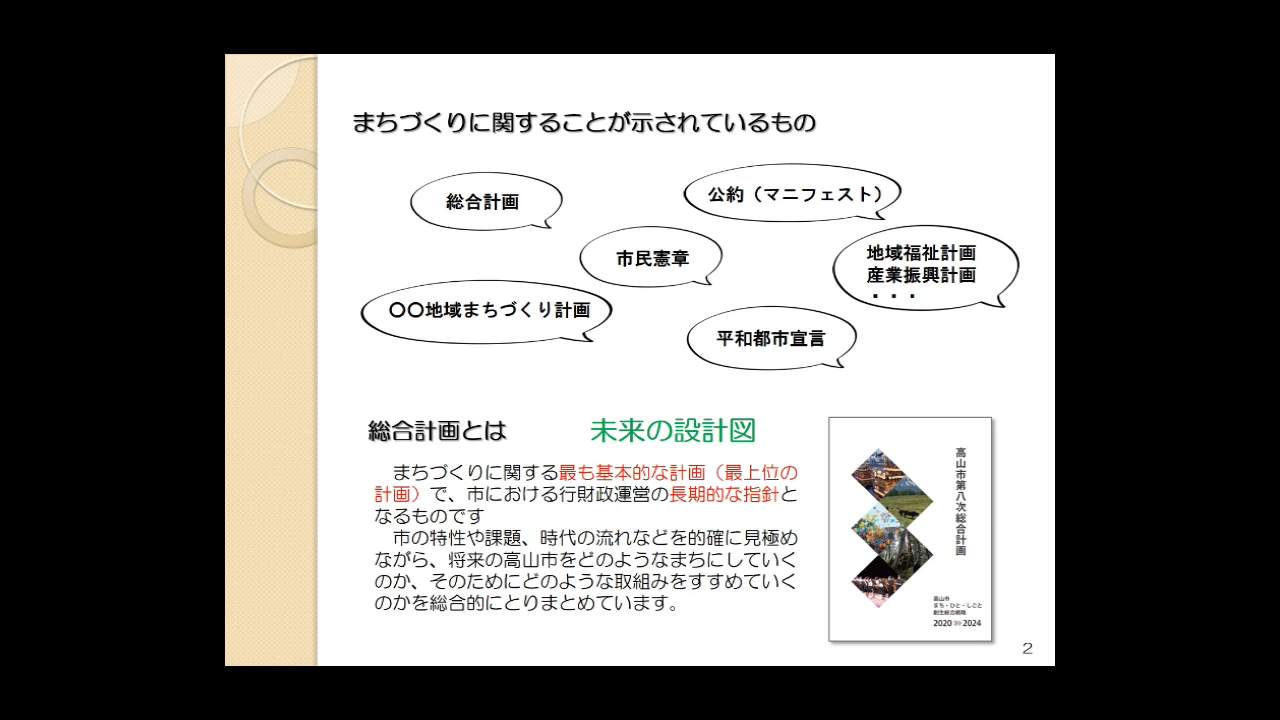 まちづくりに関することが示されているもの
総合計画
公約（マニフェスト）
市民憲章
地域福祉計画
産業振興計画
・・・
〇〇地域まちづくり計画
平和都市宣言
総合計画とは
未来の設計図
まちづくりに関する最も基本的な計画（最上位の
計画）で、市における行財政運営の長期的な指針と
なるものです
市の特性や課題、時代の流れなどを的確に見極め
ながら、将来の高山市をどのようなまちにしていく
のか、そのためにどのような取組みをすすめていく
のかを総合的にとりまとめています。
高山市第八次総合計画
高山市
まち・ひと・しごと
創生総合戦略
2020 》》 2024
2